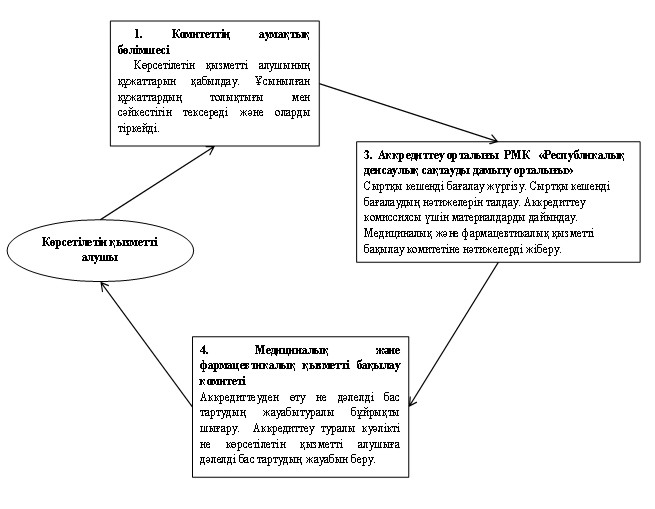 1. Комитеттің аумақтық
бөлімшесі
Көрсетілетін қызметті алушының
құжаттарын қабылдау. Ұсынылған
құжаттардың толықтығы мен
сәйкестігін тексереді және оларды
тіркейді.
3. Аккредиттеу орталығы РМК «Республикалық
денсаулық сақтауды дамыту орталығы»
Сыртқы кешенді бағалау жүргізу. Сыртқы кешенді
бағалаудың нәтижелерін талдау. Аккредиттеу
комиссиясы үшін материалдарды дайындау.
Медициналық және фармацевтикалық қызметті
бақылау комитетіне нәтижелерді жіберу.
Көрсетілетін қызметті
алушы
4. Медициналық және
фармацевтикалық қызметті бақылау
комитеті
Аккредиттеуден өту не дәлелді бас
тартудың жауабытуралы бұйрықты
шығару. Аккредиттеу туралы куәлікті
не көрсетілетін қызметті алушыға
дәлелді бас тартудың жауабын беру.